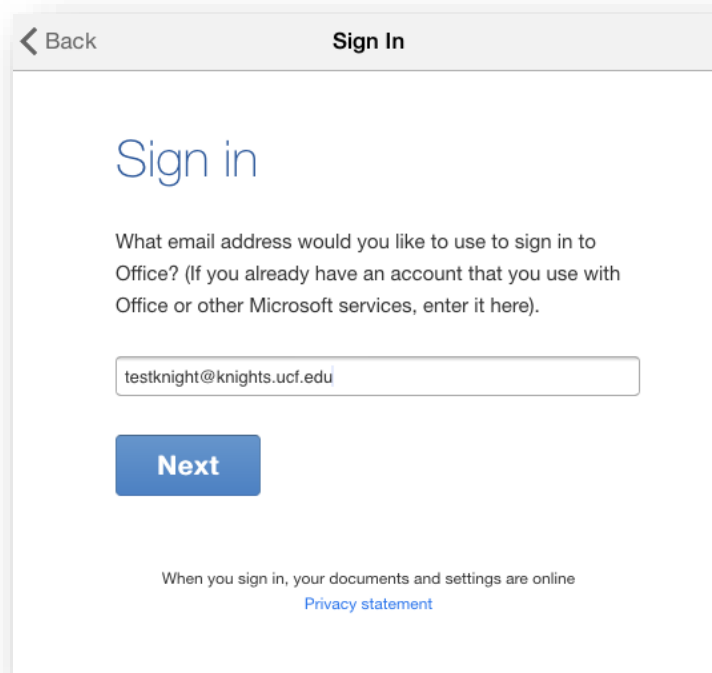 Back
Sign In
Sign in
What email address would you like to use to sign in to
Office? (If you already have an account that you use with
Office or other Microsoft services, enter it here).
testknight@knights.ucf.edu
Next
When you sign in, your documents and settings are online
Privacy statement